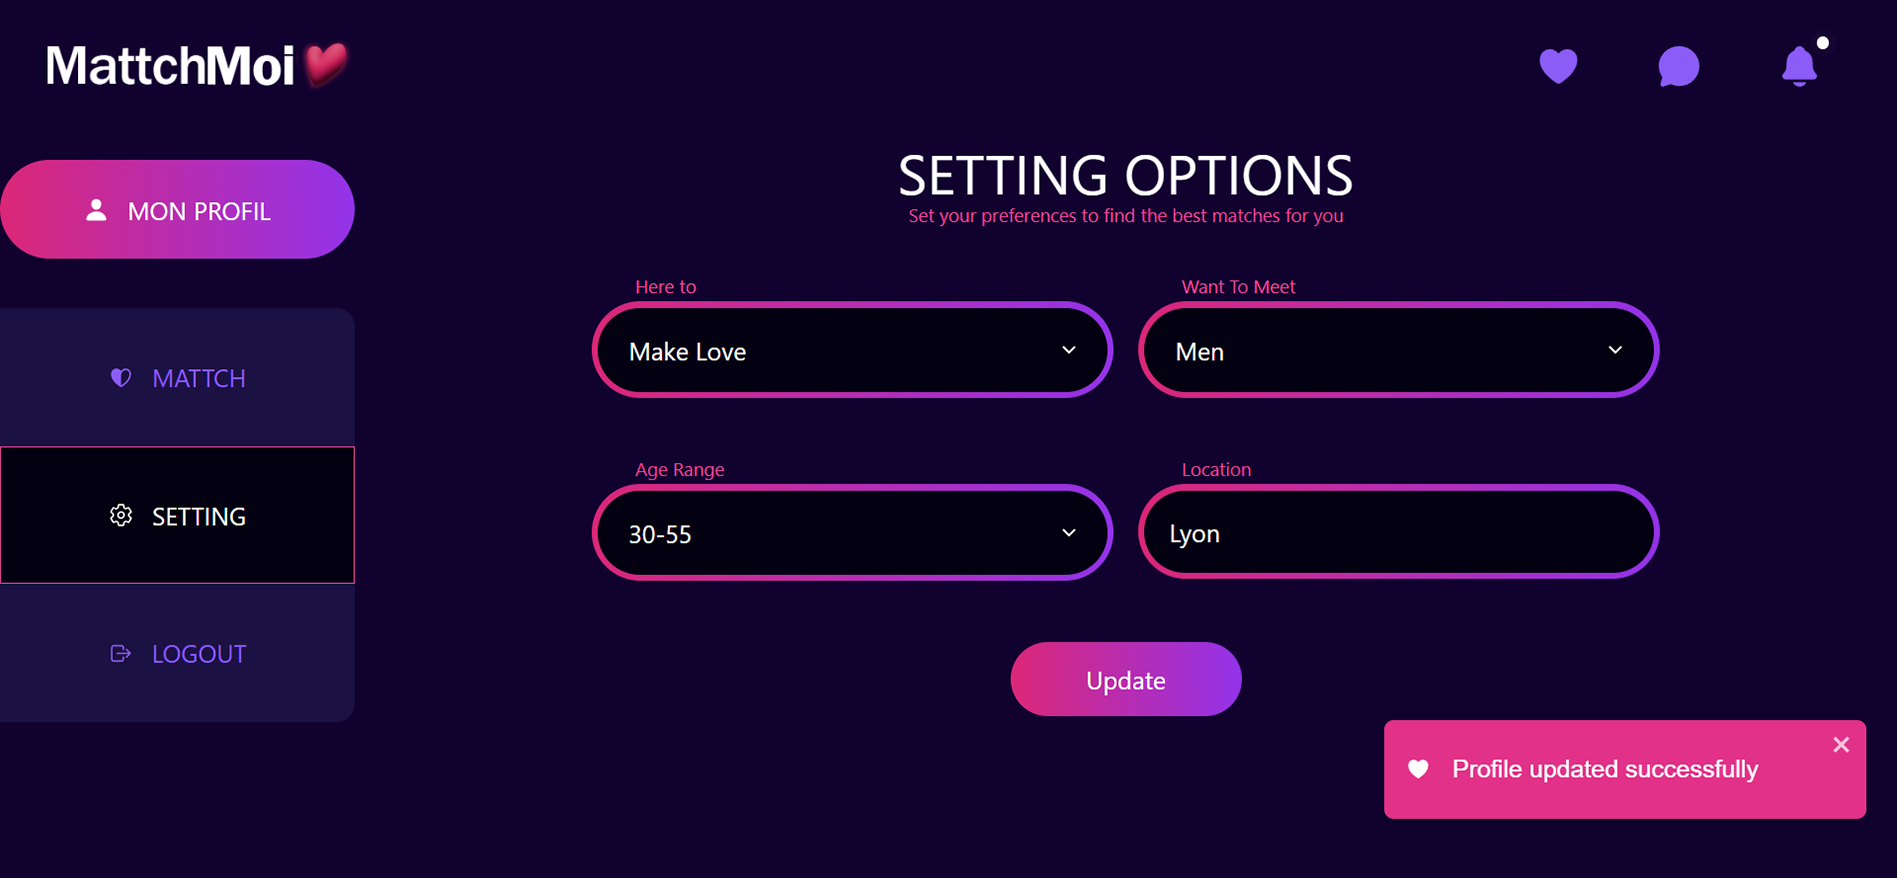 MattchMoi
MON PROFIL
MATTCH
SETTING
LOGOUT
SETTING OPTIONS
Set your preferences to find the best matches for you
Here to
Make Love
Want To Meet
Men
Age Range
30-55
Location
Lyon
Update
Profile updated successfully